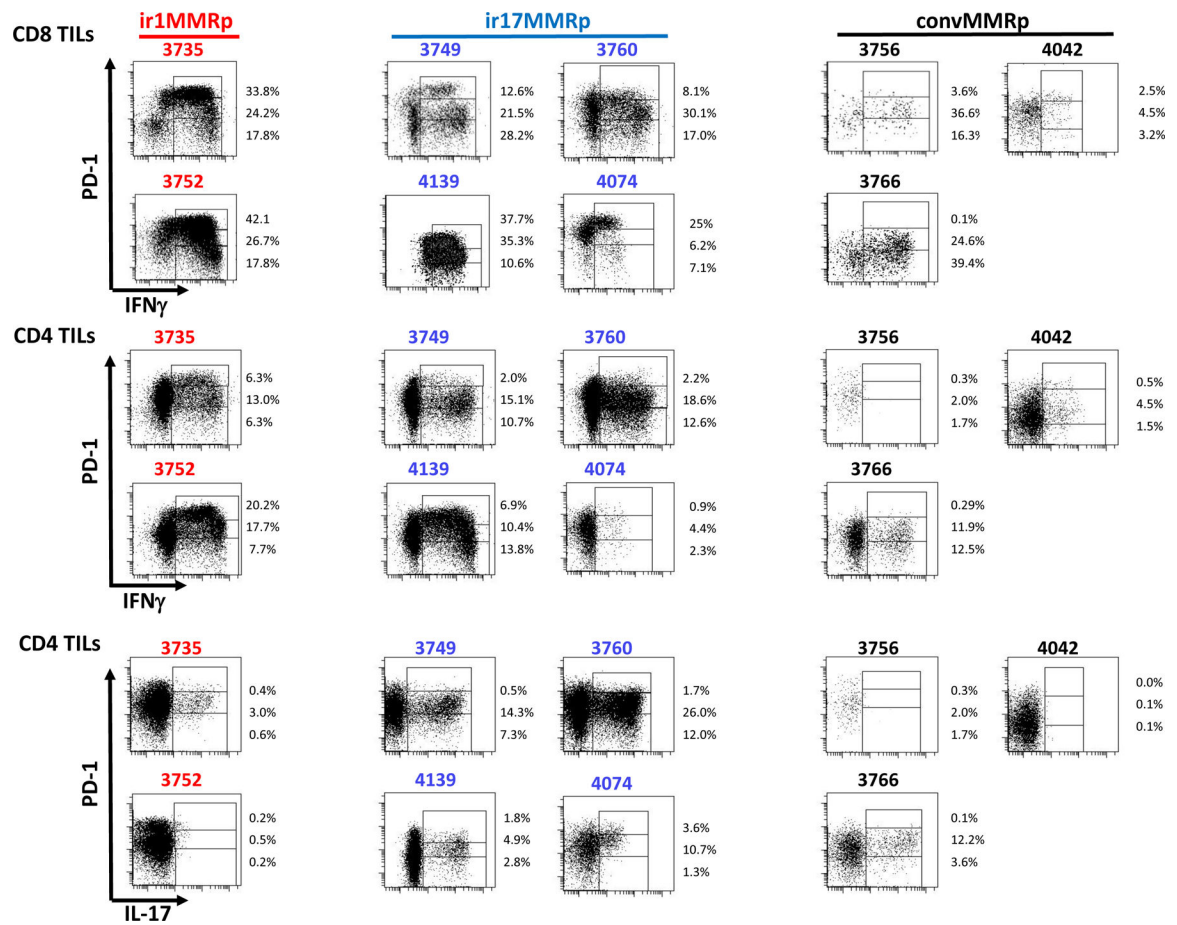 ir1MMRp ir17MMRp convMMRp
CD8 TILs
3735 3749 3760 3756 4042
33.8% 12.6% 8.1% 3.6% 2.5%
24.2% 21.5% 30.1% 36.6% 4.5%
17.8% 28.2% 17.0% 16.3 3.2%
PD-1
3752 4139 4074 3766
42.1 37.7% 25% 0.1%
26.7% 35.3% 6.2% 24.6%
17.8% 10.6% 7.1% 39.4%
IFNγ
CD4 TILs
3735 3749 3760 3756 4042
6.3% 2.0% 2.2% 0.3% 0.5%
13.0% 15.1% 18.6% 2.0% 4.5%
6.3% 10.7% 12.6% 1.7% 1.5%
PD-1
3752 4139 4074 3766
20.2% 6.9% 0.9% 0.29%
17.7% 10.4% 4.4% 11.9%
7.7% 13.8% 2.3% 12.5%
IFNγ
CD4 TILs
3735 3749 3760 3756 4042
0.4% 0.5% 1.7% 0.3% 0.0%
3.0% 14.3% 26.0% 2.0% 0.1%
0.6% 7.3% 12.0% 1.7% 0.1%
PD-1
3752 4139 4074 3766
0.2% 1.8% 3.6% 0.1%
0.5% 4.9% 10.7% 12.2%
0.2% 2.8% 1.3% 3.6%
IL-17